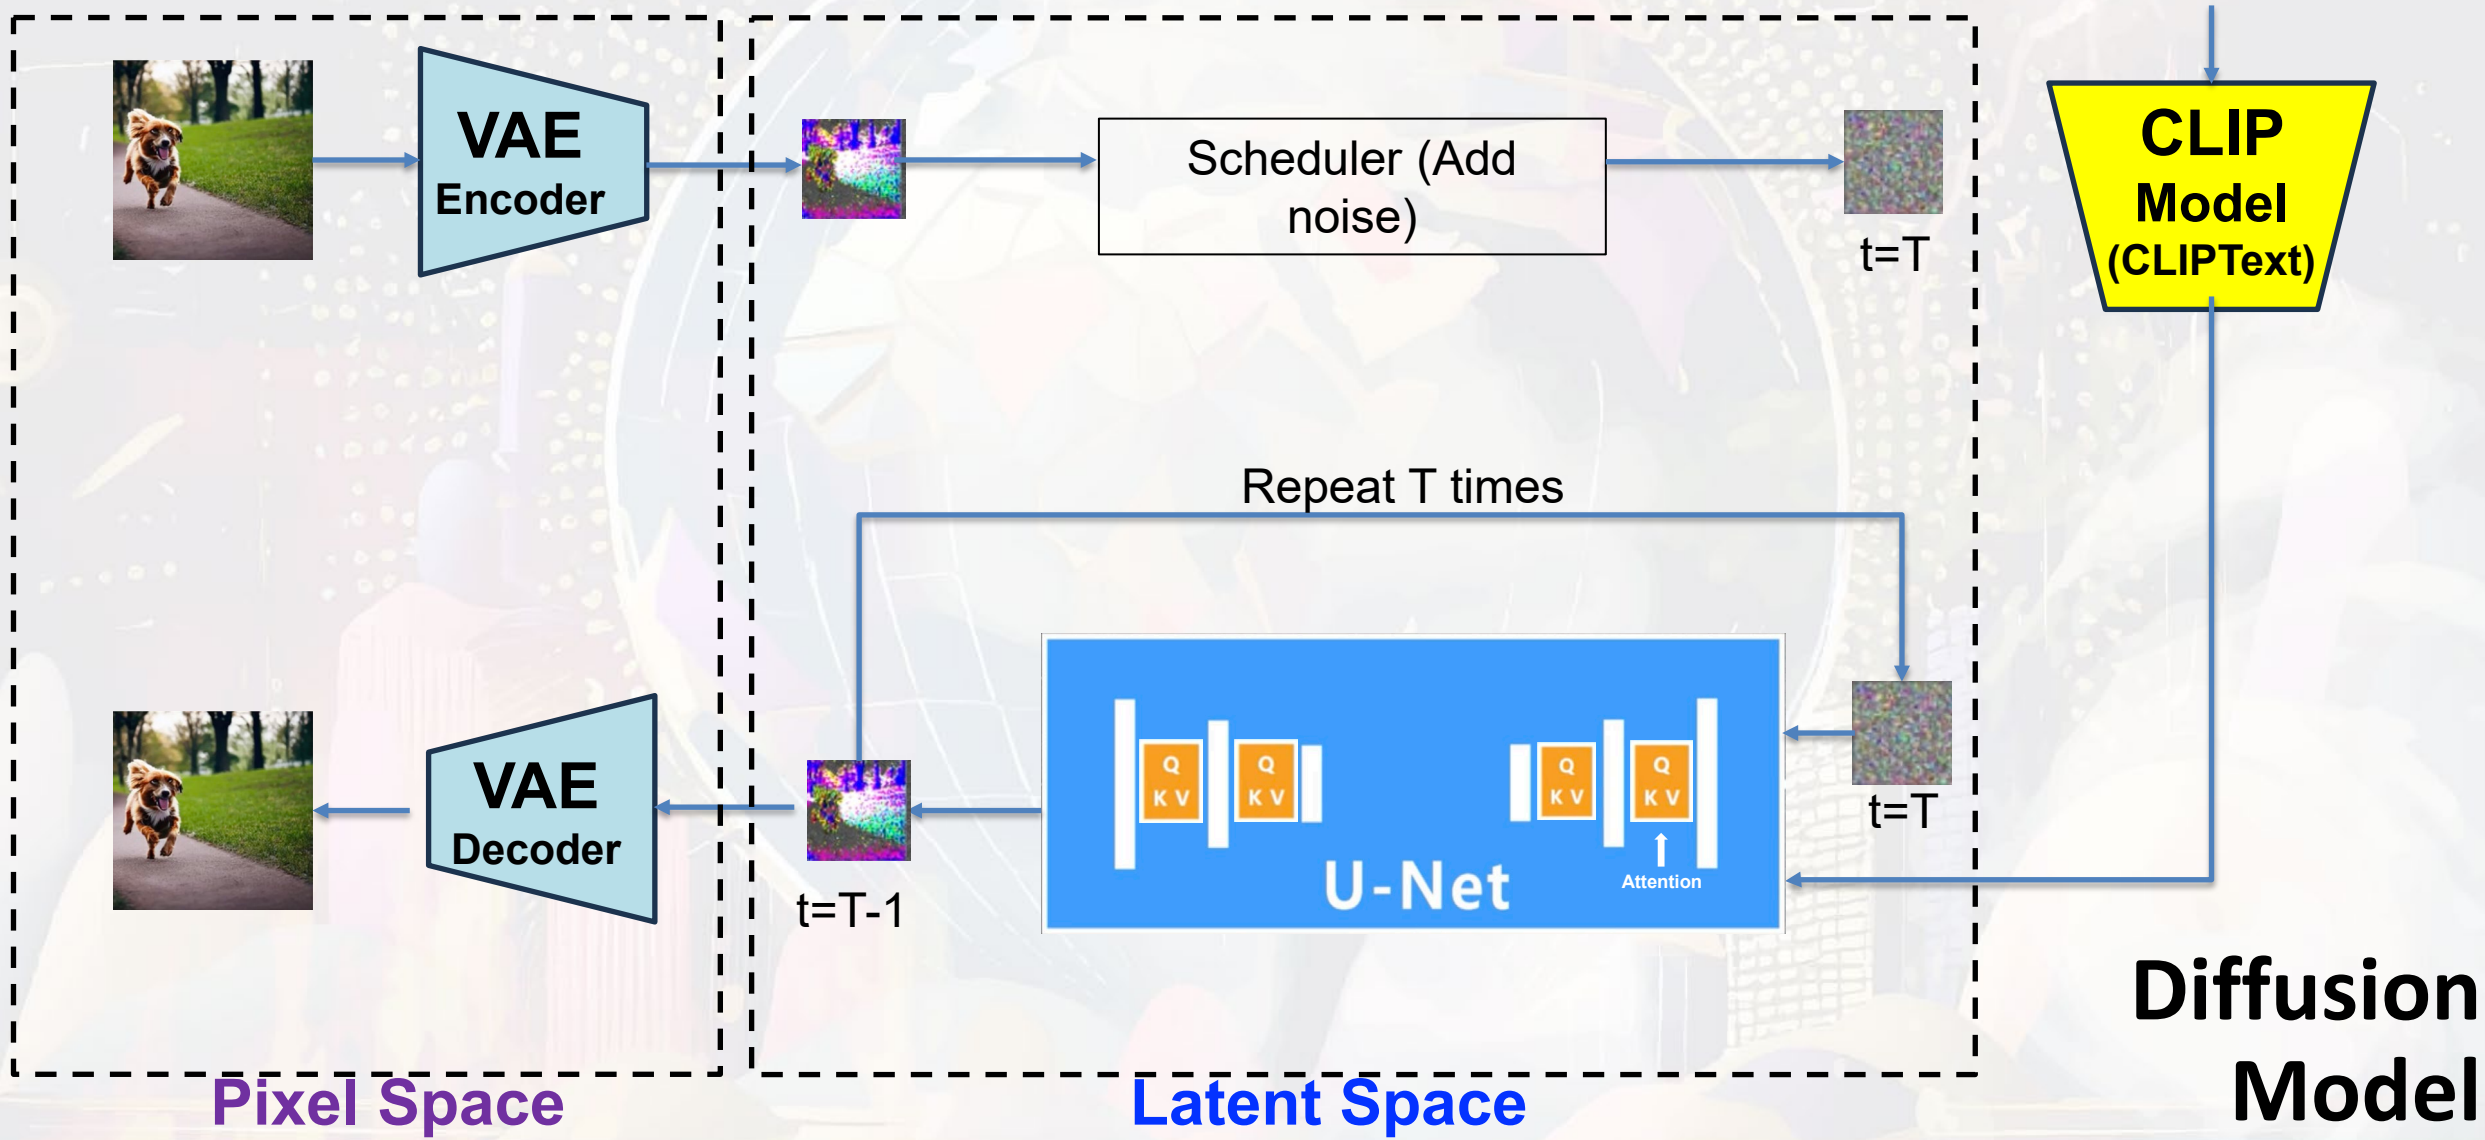 VAE
Encoder
Scheduler (Add
noise)
t=T
CLIP
Model
(CLIPText)
Repeat T times
VAE
Decoder
t=T-1
Q
K V
Q
K V
Q
K V
Q
K V
Attention
U-Net
t=T
Pixel Space
Latent Space
Diffusion
Model